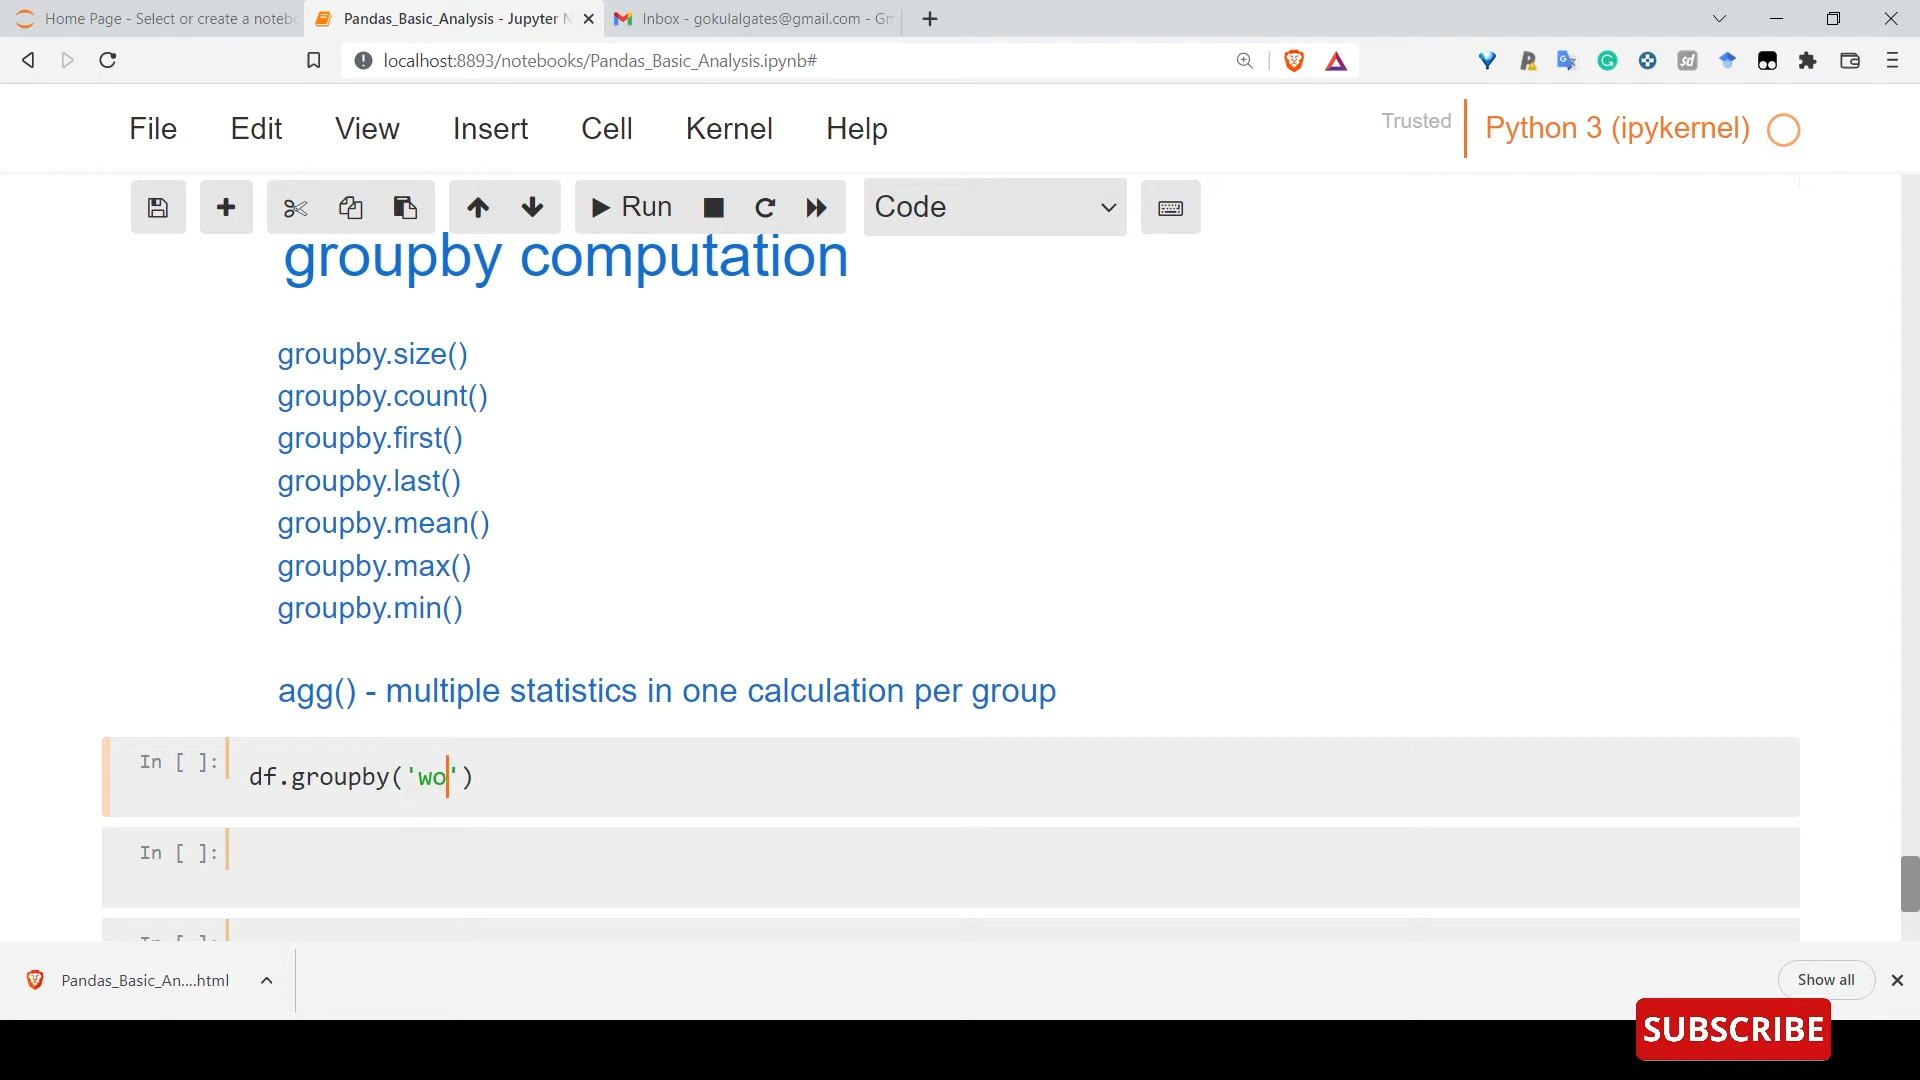 Home Page - Select or create a noteb
Pandas_Basic_Analysis - Jupyter N
Inbox - gokulalgates@gmail.com - Gm
localhost:8893/notebooks/Pandas_Basic_Analysis.ipynb#
File Edit View Insert Cell Kernel Help
Trusted
Python 3 (ipykernel)
Run
Code
groupby computation
groupby.size()
groupby.count()
groupby.first()
groupby.last()
groupby.mean()
groupby.max()
groupby.min()
agg() - multiple statistics in one calculation per group
In [ ]:
df.groupby('wo')
In [ ]:
In [ ]:
Pandas_Basic_An....html
Show all
SUBSCRIBE